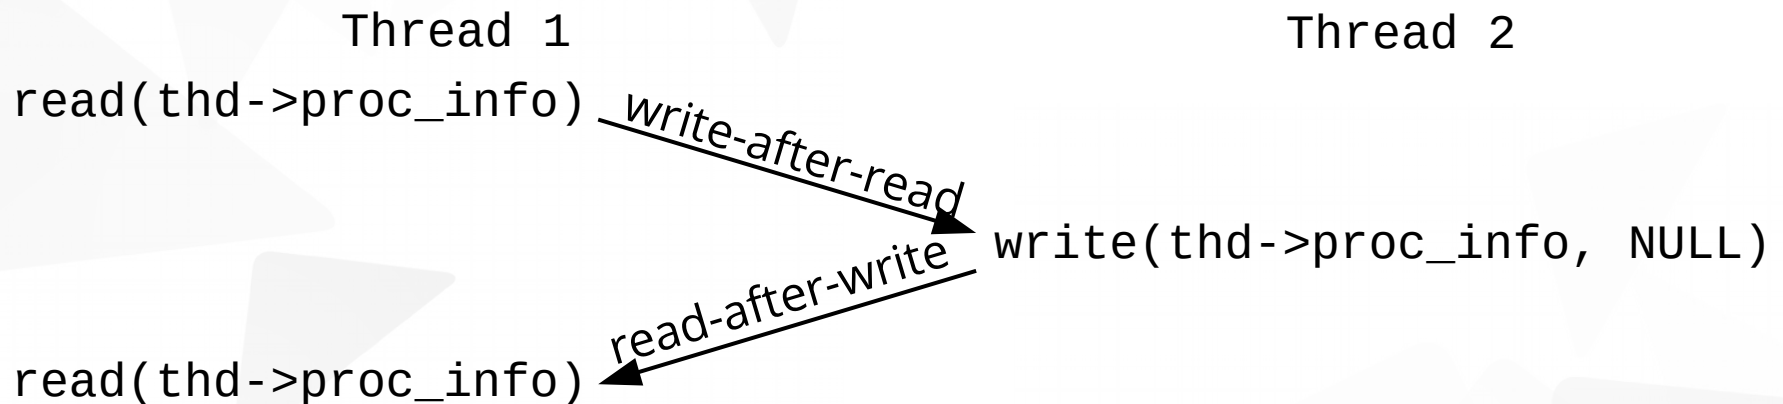 Thread 1
Thread 2
read(thd->proc_info)
write-after-read
write(thd->proc_info, NULL)
read-after-write
read(thd->proc_info)